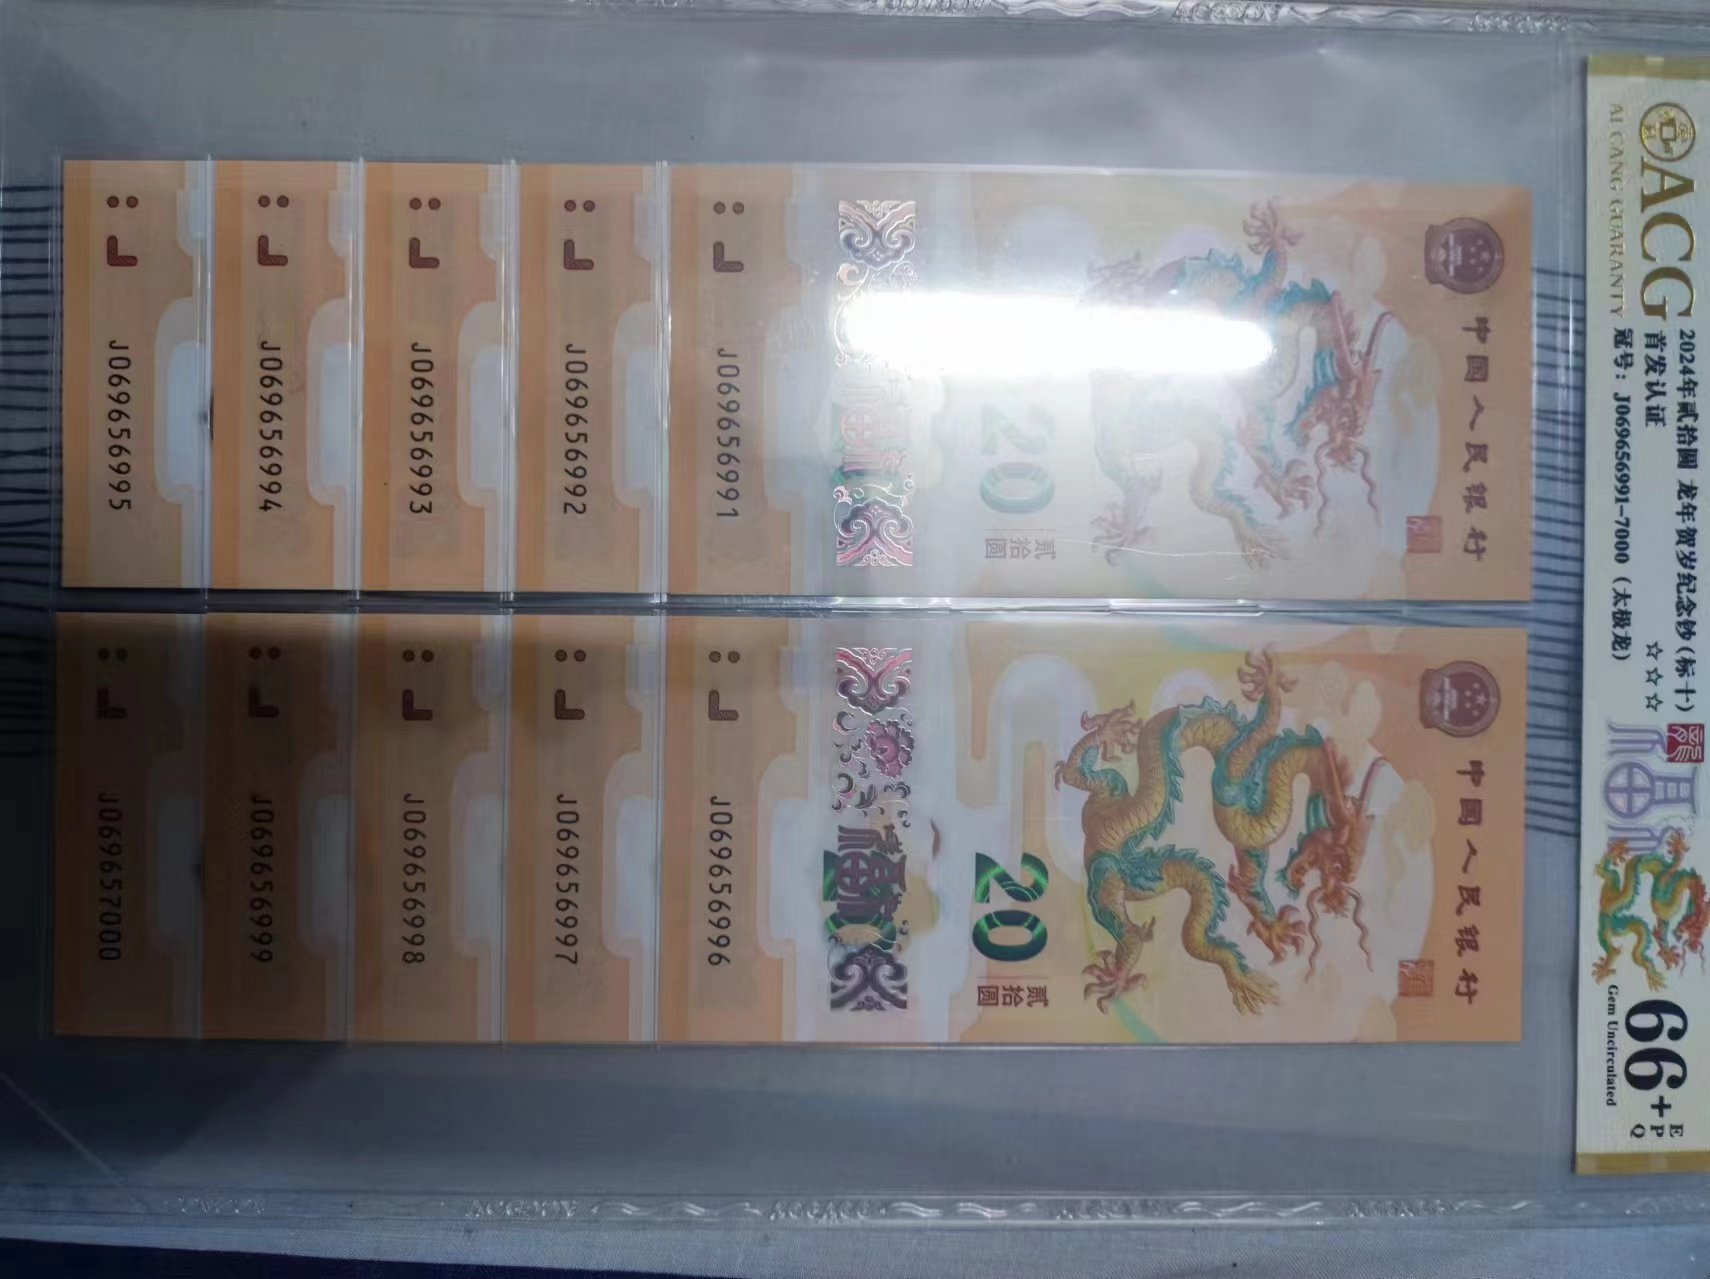 ACG
AI CANG GUARANTY
2024年贰拾圆 龙年贺岁纪念钞(标十)
首发认证
☆☆☆
冠号: J069656991-7000 (太极龙)
龍
福
66+
EPQ
Gem Uncirculated
中国人民银行
20
贰拾圆
J069656991
J069656992
J069656993
J069656994
J069656995
中国人民银行
20
贰拾圆
J069656996
J069656997
J069656998
J069656999
J069657000